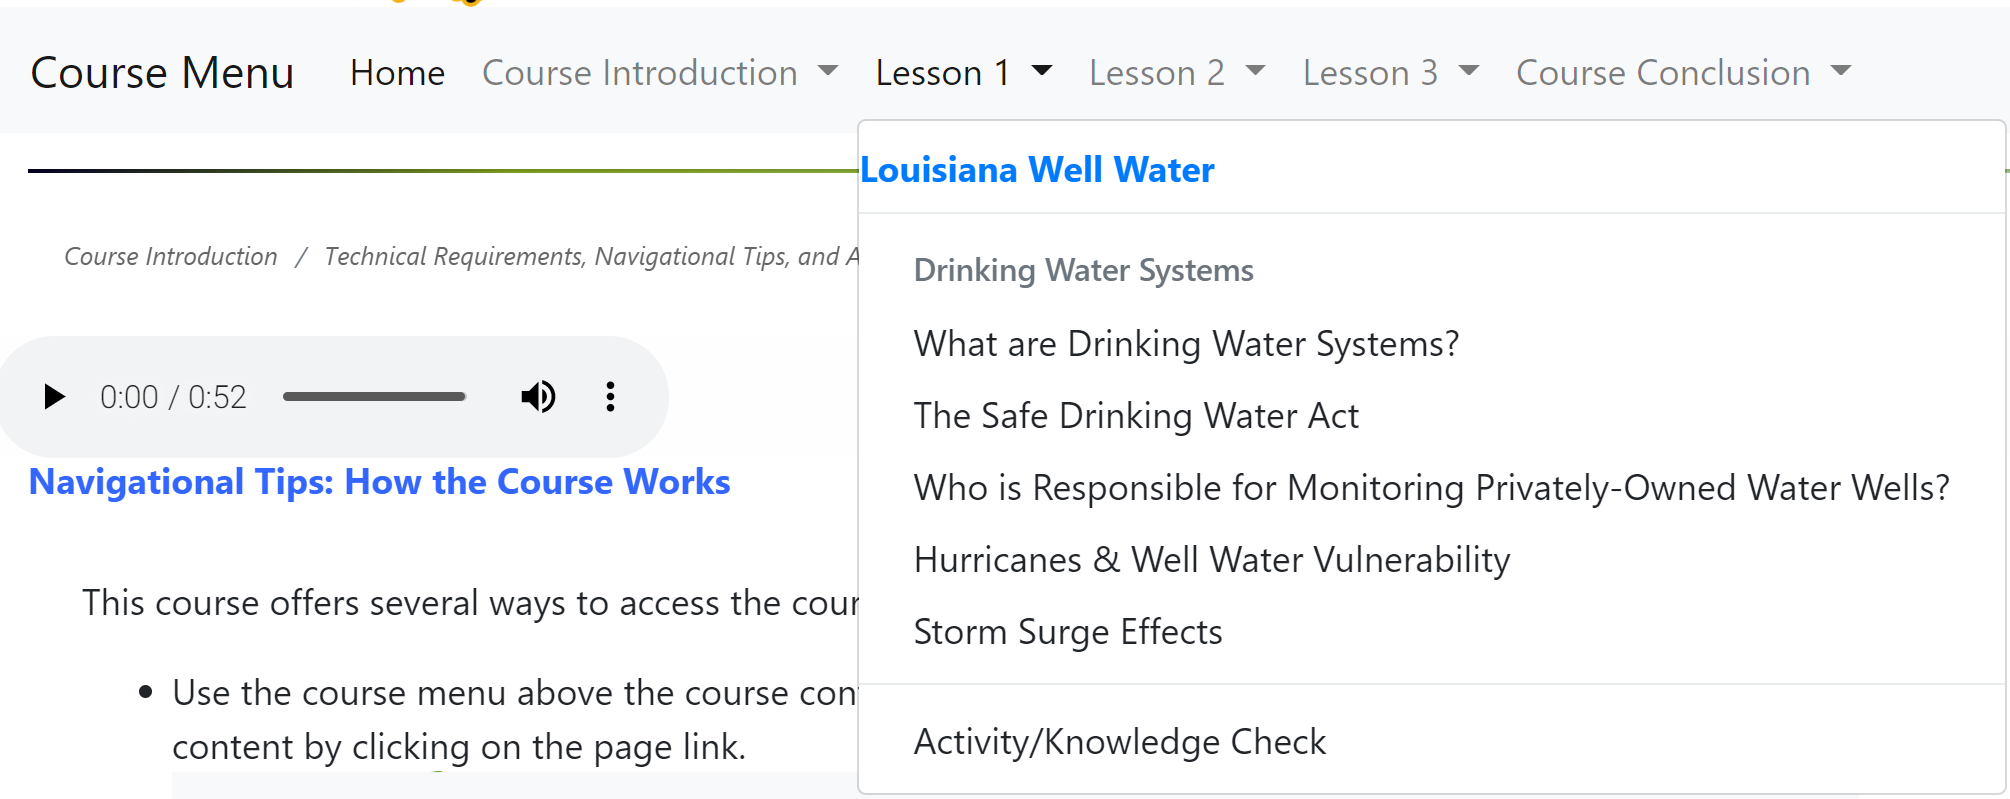 Course Menu Home Course Introduction Lesson 1 Lesson 2 Lesson 3 Course Conclusion
Louisiana Well Water
Drinking Water Systems
What are Drinking Water Systems?
The Safe Drinking Water Act
Who is Responsible for Monitoring Privately-Owned Water Wells?
Hurricanes & Well Water Vulnerability
Storm Surge Effects
Activity/Knowledge Check
Course Introduction / Technical Requirements, Navigational Tips, and
0:00 / 0:52
Navigational Tips: How the Course Works
This course offers several ways to access the
Use the course menu above the course
content by clicking on the page link.